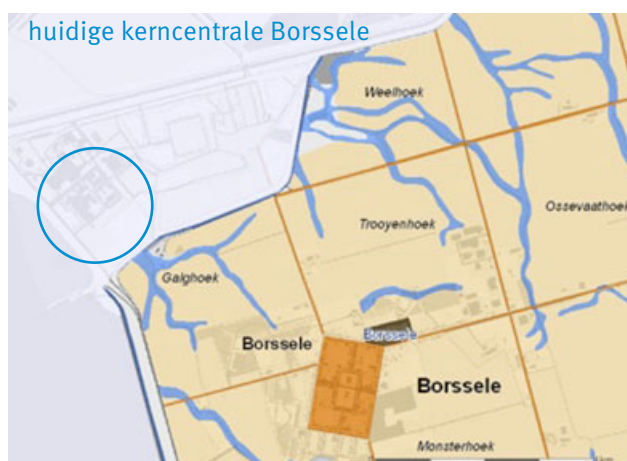 huidige kerncentrale Borssele
Weelhoek
Ossevaathoek
Trooyenhoek
Galghoek
Borssele
Borssele
Borssele
Monsterhoek